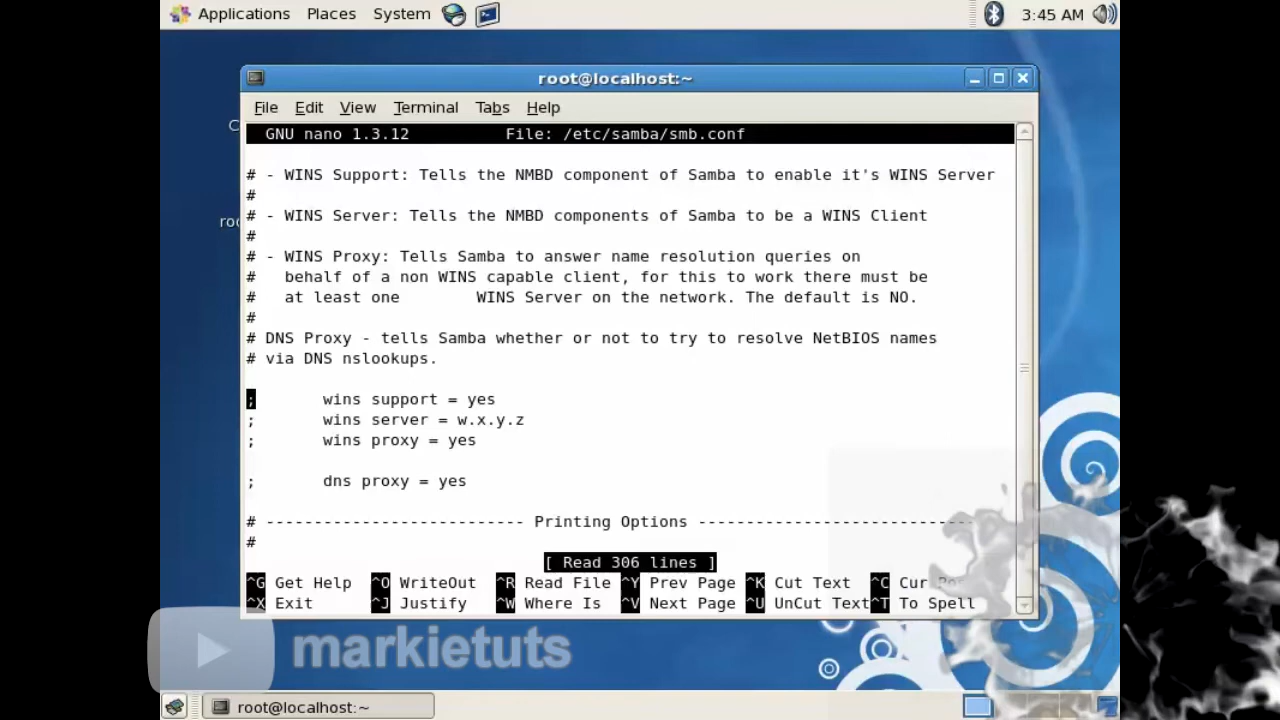 Applications Places System 3:45 AM
root@localhost:~
File Edit View Terminal Tabs Help
GNU nano 1.3.12 File: /etc/samba/smb.conf
# - WINS Support: Tells the NMBD component of Samba to enable it's WINS Server
#
# - WINS Server: Tells the NMBD components of Samba to be a WINS Client
#
# - WINS Proxy: Tells Samba to answer name resolution queries on
#   behalf of a non WINS capable client, for this to work there must be
#   at least one        WINS Server on the network. The default is NO.
#
# DNS Proxy - tells Samba whether or not to try to resolve NetBIOS names
# via DNS nslookups.
;       wins support = yes
;       wins server = w.x.y.z
;       wins proxy = yes
;       dns proxy = yes
# --------------------------- Printing Options ---------------------------
#
[ Read 306 lines ]
^G Get Help ^O WriteOut ^R Read File ^Y Prev Page ^K Cut Text ^C Cur
^X Exit ^J Justify ^W Where Is ^V Next Page ^U UnCut Text ^T To Spell
markietuts
root@localhost:~